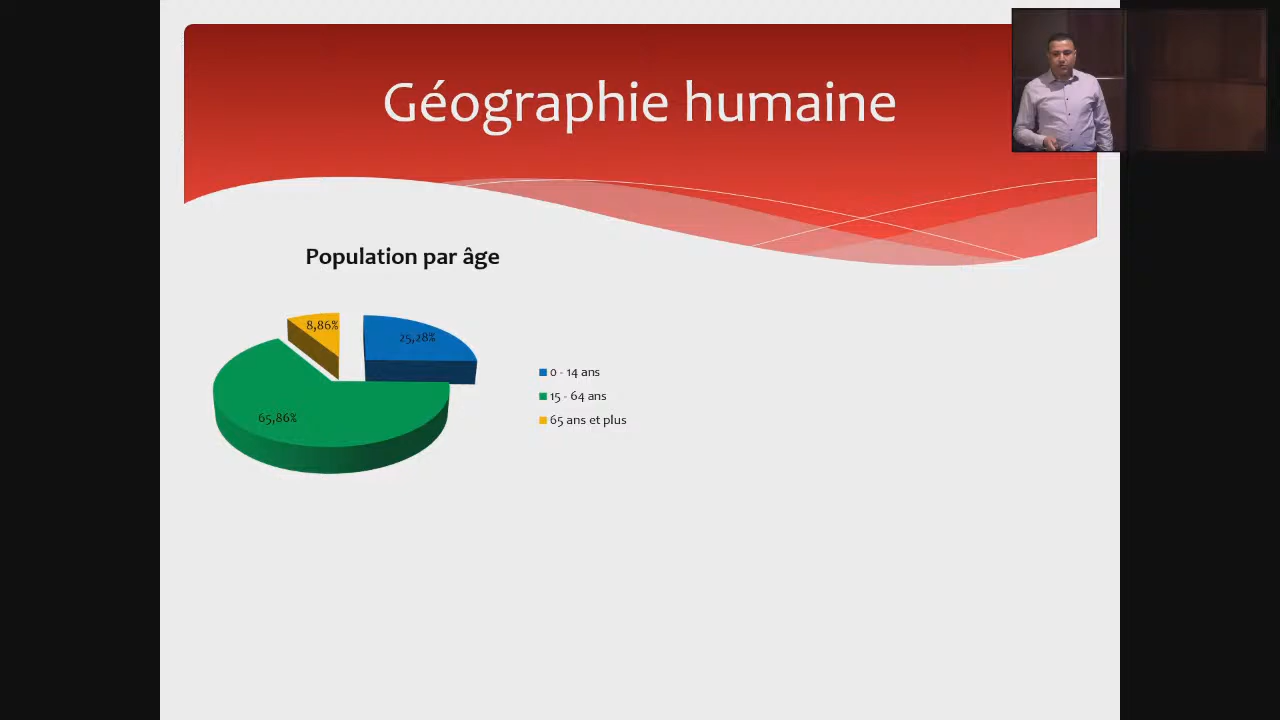 Géographie humaine
Population par âge
8,86%
25,28%
65,86%
0 - 14 ans
15 - 64 ans
65 ans et plus